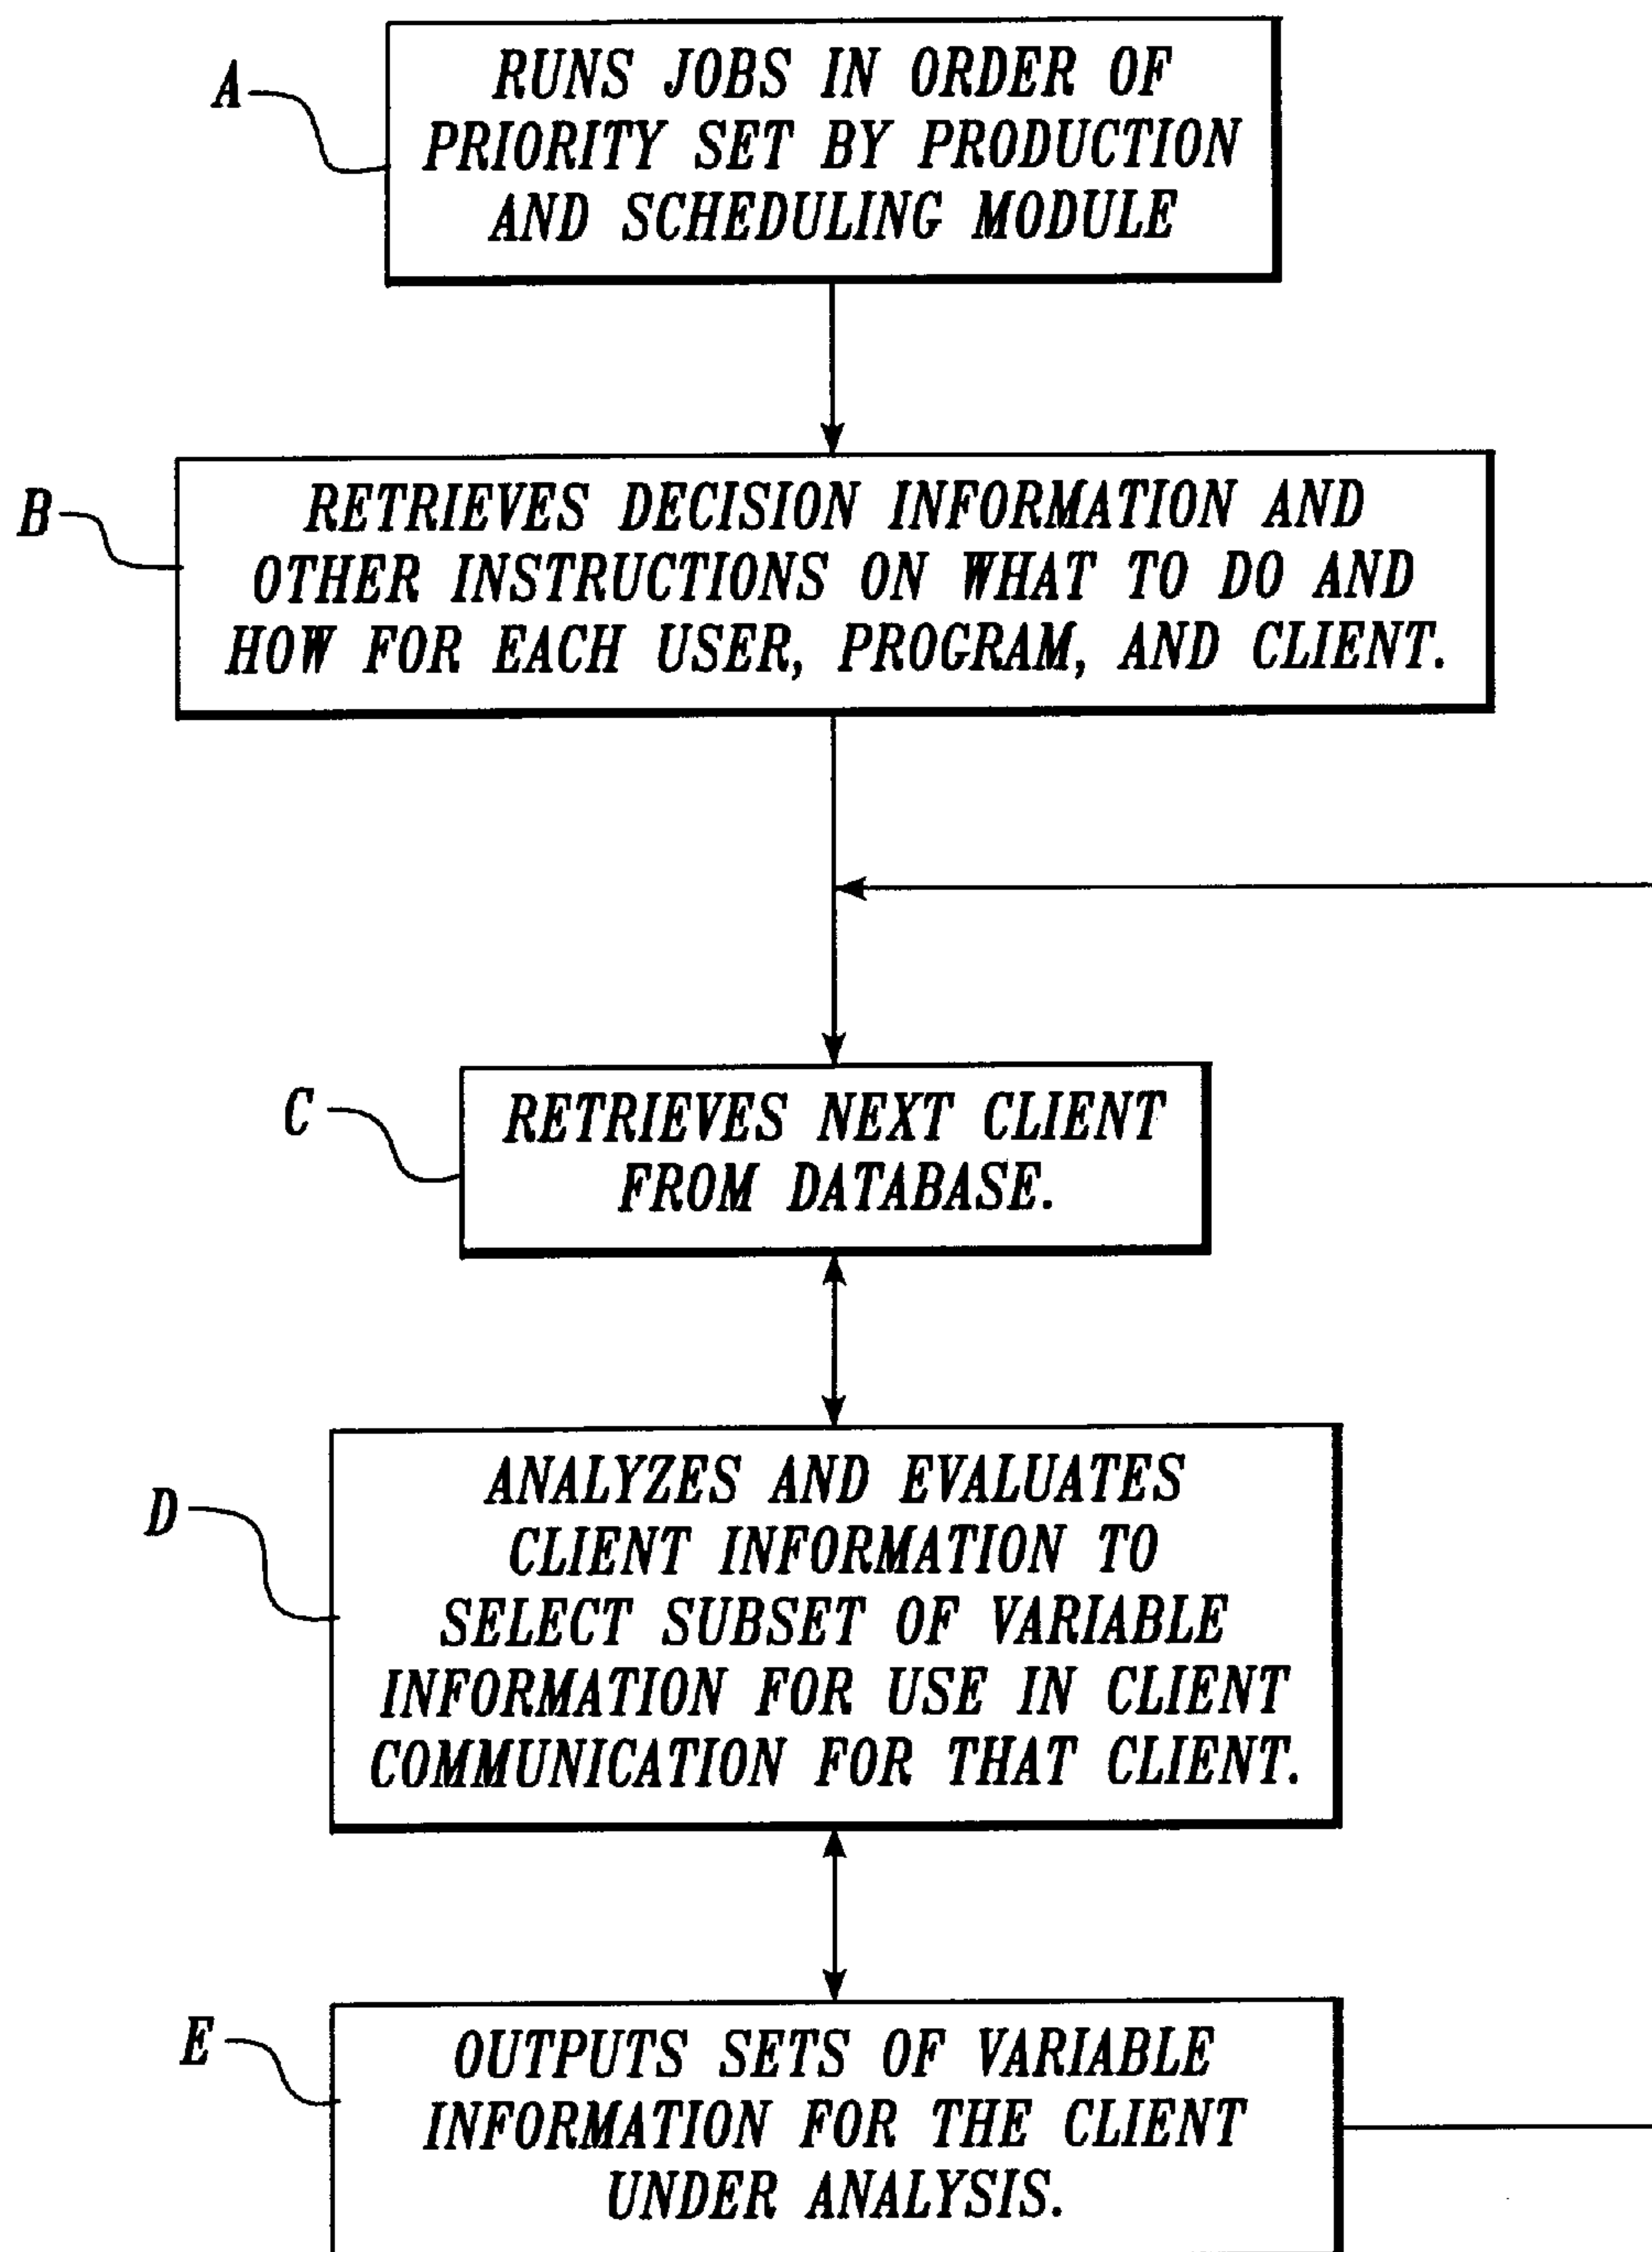 A
RUNS JOBS IN ORDER OF
PRIORITY SET BY PRODUCTION
AND SCHEDULING MODULE
B
RETRIEVES DECISION INFORMATION AND
OTHER INSTRUCTIONS ON WHAT TO DO AND
HOW FOR EACH USER, PROGRAM, AND CLIENT.
C
RETRIEVES NEXT CLIENT
FROM DATABASE.
D
ANALYZES AND EVALUATES
CLIENT INFORMATION TO
SELECT SUBSET OF VARIABLE
INFORMATION FOR USE IN CLIENT
COMMUNICATION FOR THAT CLIENT.
E
OUTPUTS SETS OF VARIABLE
INFORMATION FOR THE CLIENT
UNDER ANALYSIS.